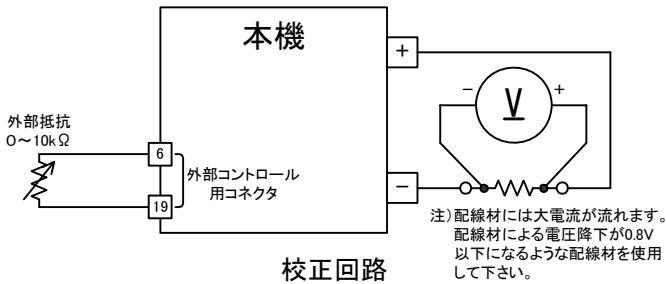 本機
+
外部抵抗
0～10kΩ
6
外部コントロール
用コネクタ
19
- V +
-
注）配線材には大電流が流れます。
配線材による電圧降下が0.8V
以下になるような配線材を使用
して下さい。
校正回路